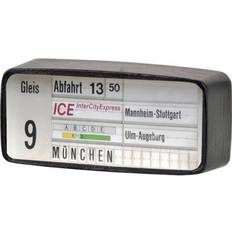 Gleis Abfahrt 13 50
ICE InterCityExpress Mannheim-Stuttgart
A B C D E
9 Ulm-Augsburg
MÜNCHEN